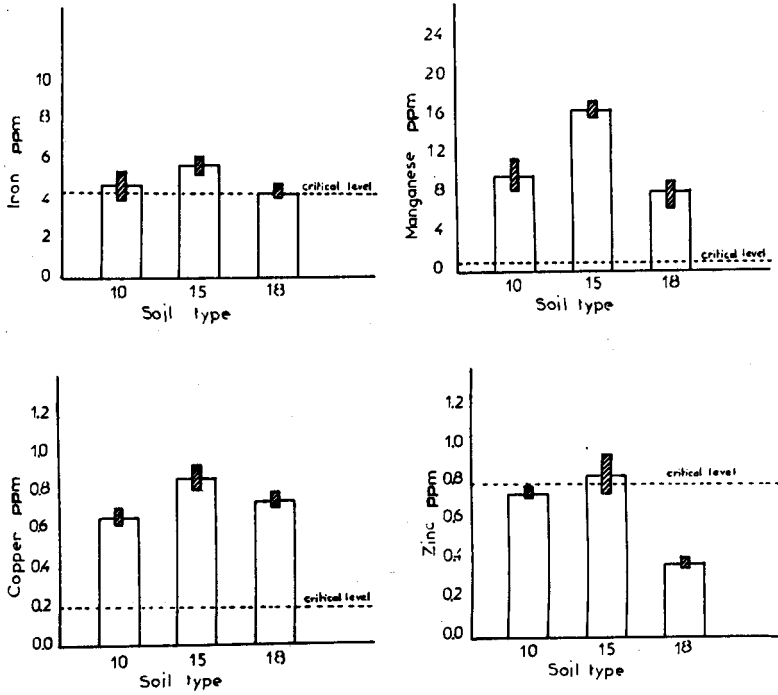 Iron ppm
10
8
6
4
2
0
critical level
10 15 18
Soil type
Manganese ppm
24
20
16
12
8
4
0
critical level
10 15 18
Soil type
Copper ppm
1.2
1.0
0.8
0.6
0.4
0.2
0.0
critical level
10 15 18
Soil type
Zinc ppm
1.2
1.0
0.8
0.6
0.4
0.2
0.0
critical level
10 15 18
Soil type